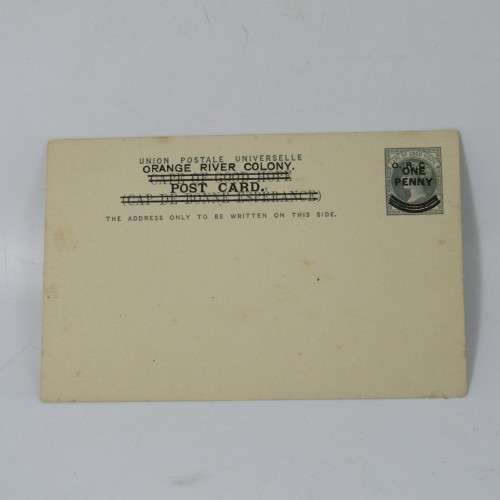 UNION POSTALE UNIVERSELLE
ORANGE RIVER COLONY.
CAPE OF GOOD HOPE
POST CARD.
(CAP DE BONNE ESPÉRANCE)
THE ADDRESS ONLY TO BE WRITTEN ON THIS SIDE.
O. R. C.
ONE
PENNY